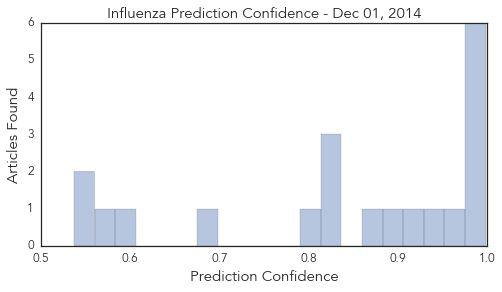 Influenza Prediction Confidence - Dec 01, 2014
Articles Found
6
5
4
3
2
1
0
0.5 0.6 0.7 0.8 0.9 1.0
Prediction Confidence